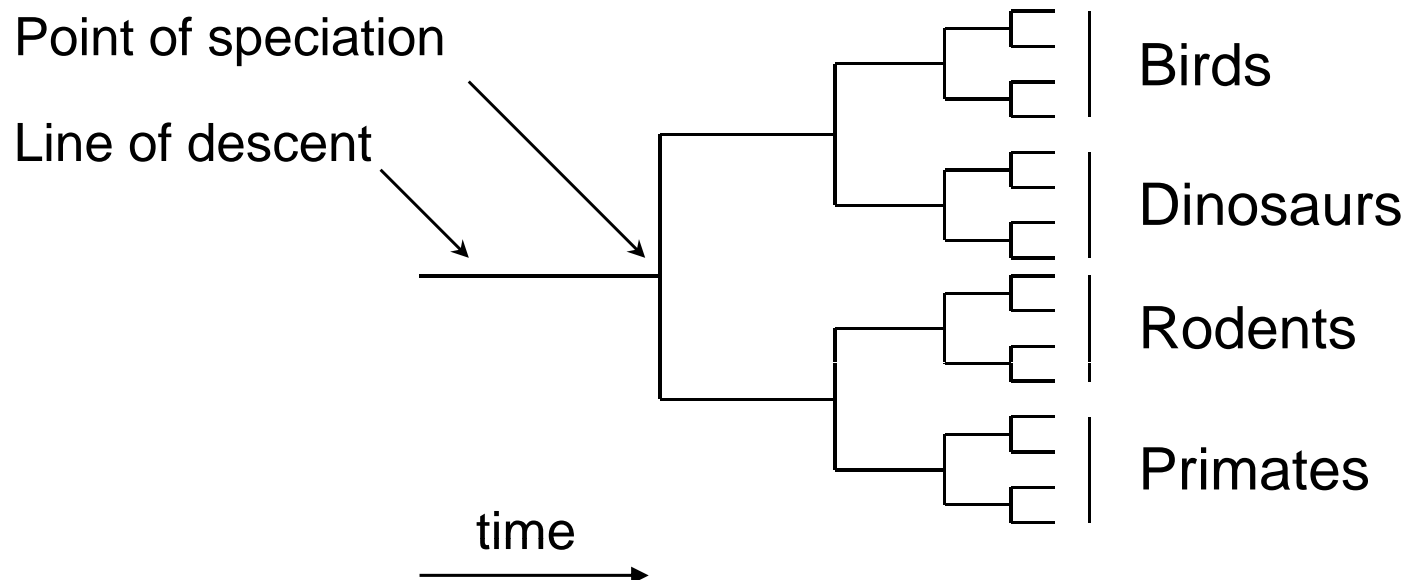 Point of speciation
Line of descent
Birds
Dinosaurs
Rodents
Primates
time